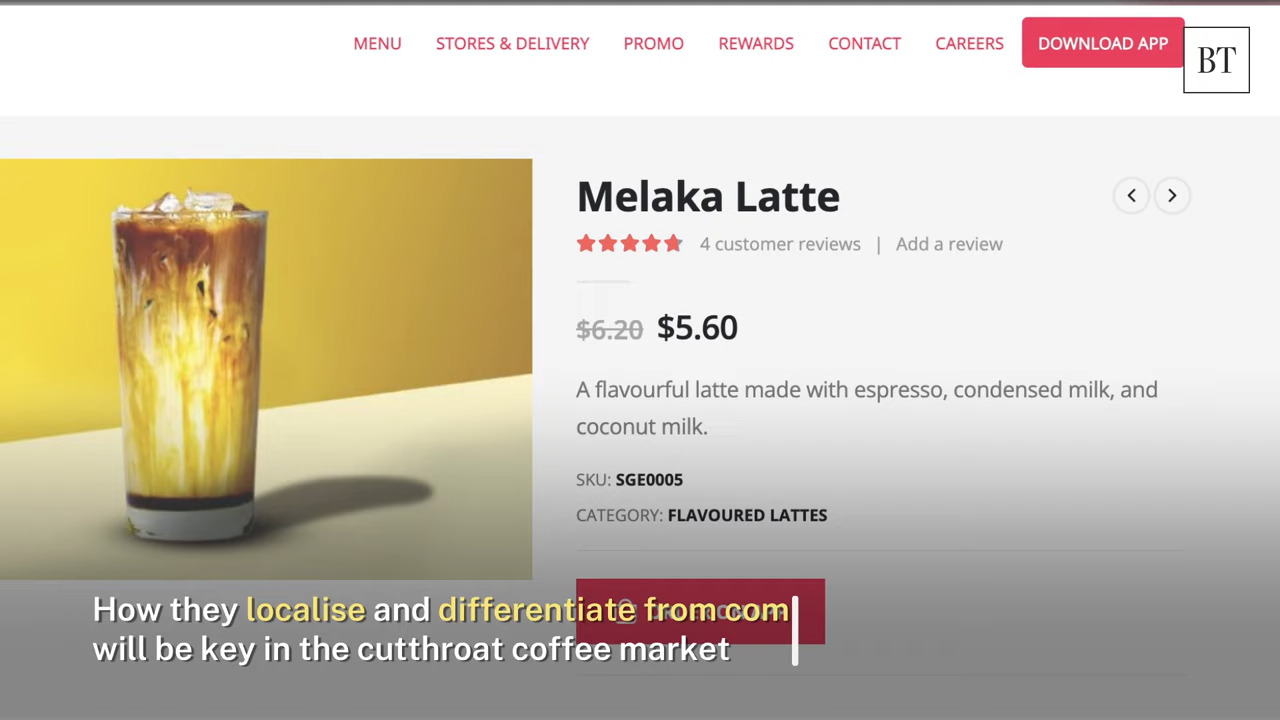 MENU STORES & DELIVERY PROMO REWARDS CONTACT CAREERS DOWNLOAD APP
BT
Melaka Latte
4 customer reviews | Add a review
$6.20 $5.60
A flavourful latte made with espresso, condensed milk, and
coconut milk.
SKU: SGE0005
CATEGORY: FLAVOURED LATTES
How they localise and differentiate from com
will be key in the cutthroat coffee market